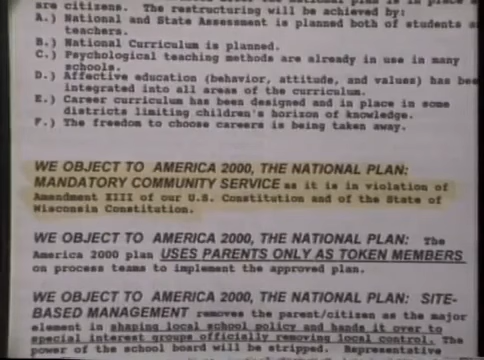 are citizens. The restructuring will be achieved by:
A.) National and State Assessment is planned both of students a
teachers.
B.) National Curriculum is planned.
C.) Psychological teaching methods are already in use in many
schools.
D.) Affective education (behavior, attitude, and values) has bee
integrated into all areas of the curriculum.
E.) Career curriculum has been designed and in place in some
districts limiting children's horizon of knowledge.
F.) The freedom to choose careers is being taken away.
WE OBJECT TO AMERICA 2000, THE NATIONAL PLAN:
MANDATORY COMMUNITY SERVICE as it is in violation of
Amendment XIII of our U.S. Constitution and of the State of
Wisconsin Constitution.
WE OBJECT TO AMERICA 2000, THE NATIONAL PLAN: The
America 2000 plan USES PARENTS ONLY AS TOKEN MEMBERS
on process teams to implement the approved plan.
WE OBJECT TO AMERICA 2000, THE NATIONAL PLAN: SITE-
BASED MANAGEMENT removes the parent/citizen as the major
element in shaping local school policy and hands it over to
special interest groups officially removing local control. The
power of the school board will be stripped. Representative